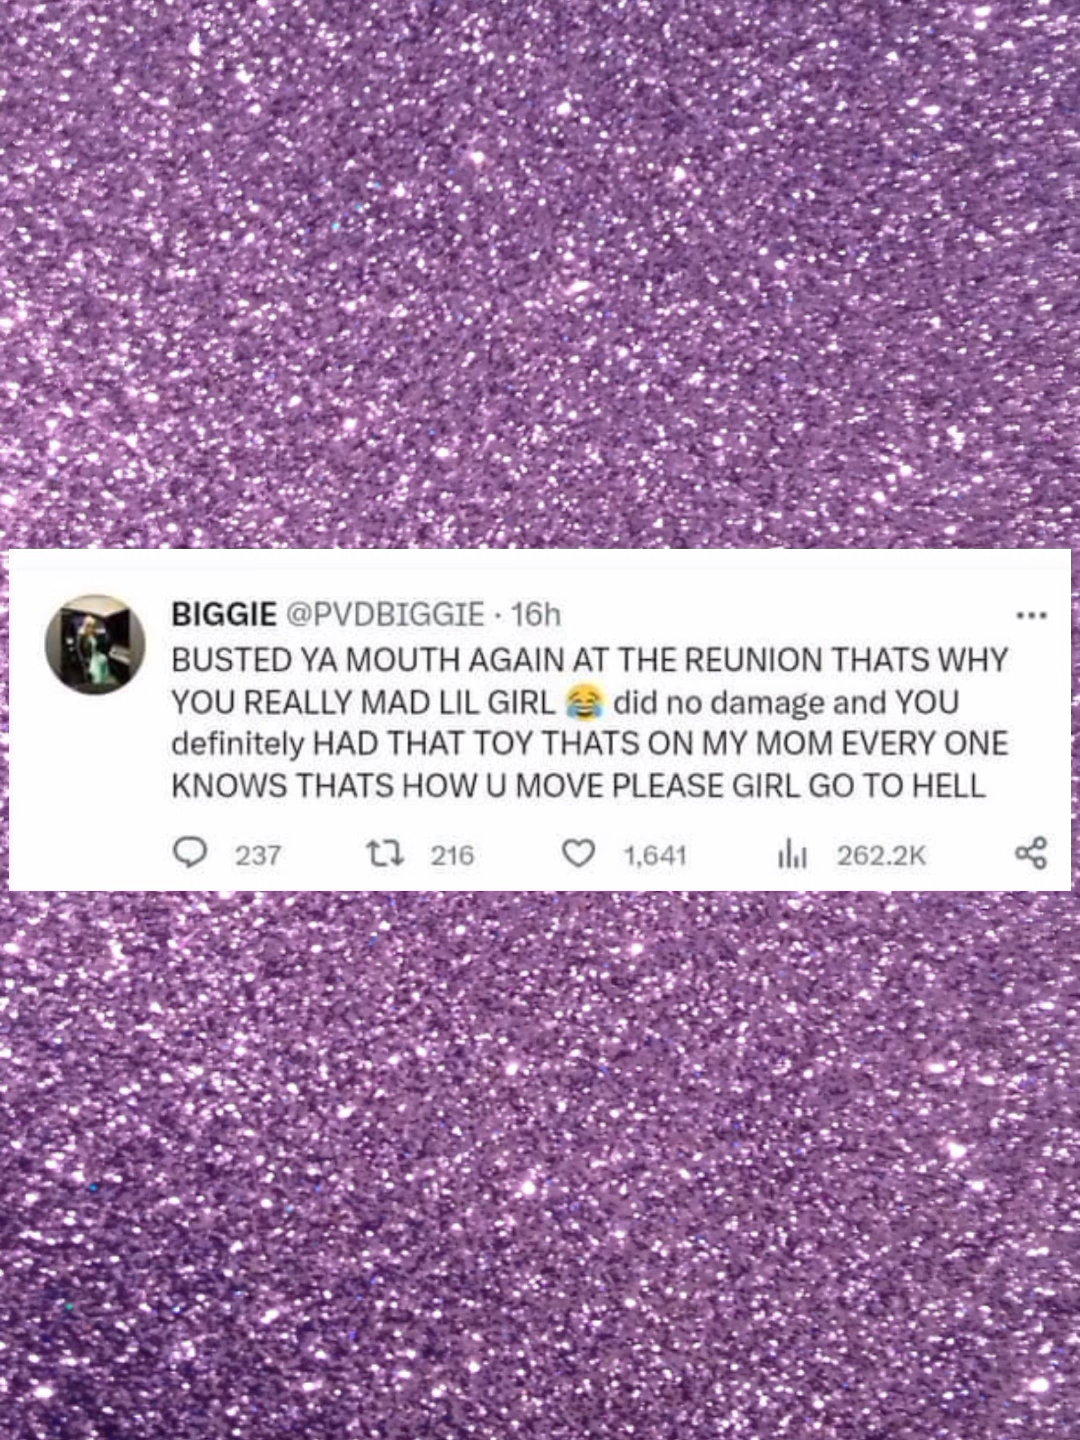 BIGGIE @PVDBIGGIE · 16h
BUSTED YA MOUTH AGAIN AT THE REUNION THATS WHY
YOU REALLY MAD LIL GIRL 😂 did no damage and YOU
definitely HAD THAT TOY THATS ON MY MOM EVERY ONE
KNOWS THATS HOW U MOVE PLEASE GIRL GO TO HELL
237 216 1,641 262.2K